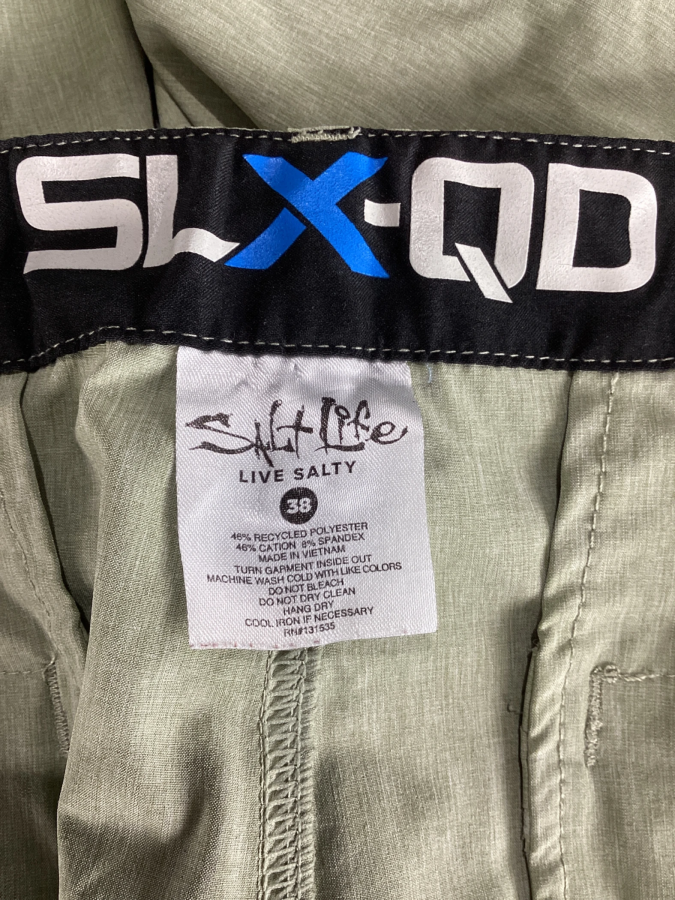 SLX-QD
Salt Life
LIVE SALTY
38
46% RECYCLED POLYESTER
46% CATION 8% SPANDEX
MADE IN VIETNAM
TURN GARMENT INSIDE OUT
MACHINE WASH COLD WITH LIKE COLORS
DO NOT BLEACH
DO NOT DRY CLEAN
HANG DRY
COOL IRON IF NECESSARY
RN#131535